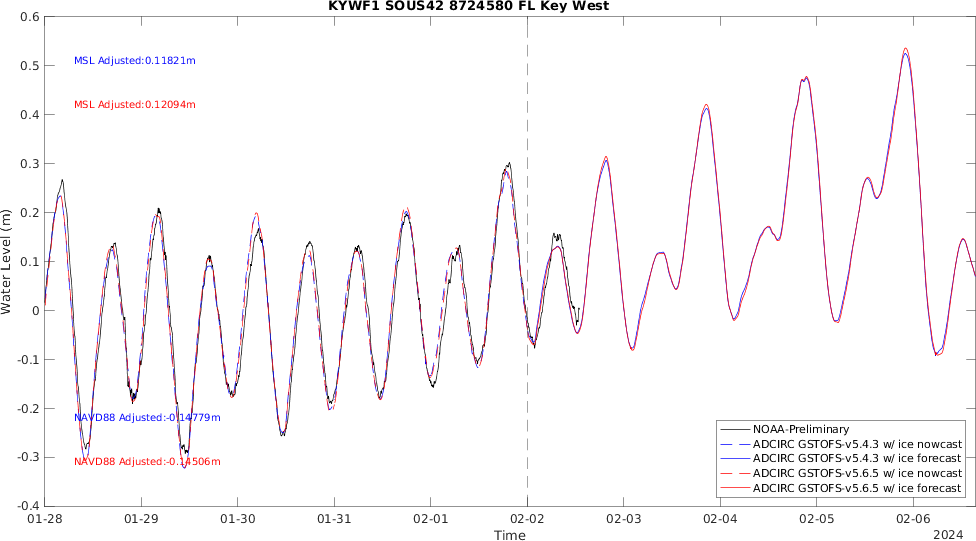 KYWF1 SOUS42 8724580 FL Key West
0.6
0.5
0.4
0.3
0.2
0.1
0
-0.1
-0.2
-0.3
-0.4
Water Level (m)
MSL Adjusted:0.11821m
MSL Adjusted:0.12094m
NAVD88 Adjusted:-0.14779m
NAVD88 Adjusted:-0.14506m
NOAA-Preliminary
ADCIRC GSTOFS-v5.4.3 w/ ice nowcast
ADCIRC GSTOFS-v5.4.3 w/ ice forecast
ADCIRC GSTOFS-v5.6.5 w/ ice nowcast
ADCIRC GSTOFS-v5.6.5 w/ ice forecast
01-28 01-29 01-30 01-31 02-01 02-02 02-03 02-04 02-05 02-06
Time
2024